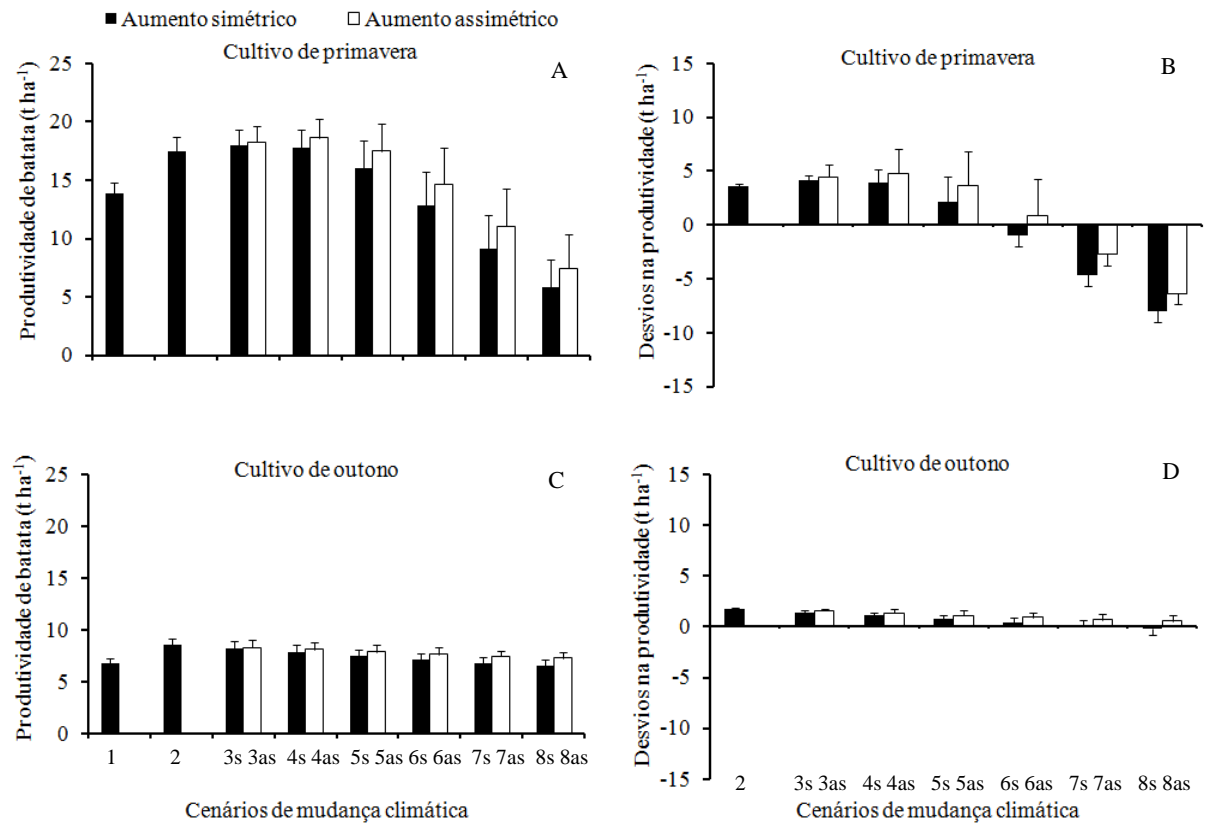 Aumento simétrico
Aumento assimétrico
Cultivo de primavera
A
Produtividade de batata (t ha-1)
25
20
15
10
5
0
Cultivo de primavera
B
Desvios na produtividade (t ha-1)
15
10
5
0
-5
-10
-15
Cultivo de outono
C
Produtividade de batata (t ha-1)
25
20
15
10
5
0
1 2 3s 3as 4s 4as 5s 5as 6s 6as 7s 7as 8s 8as
Cenários de mudança climática
Cultivo de outono
D
Desvios na produtividade (t ha-1)
15
10
5
0
-5
-10
-15
2 3s 3as 4s 4as 5s 5as 6s 6as 7s 7as 8s 8as
Cenários de mudança climática